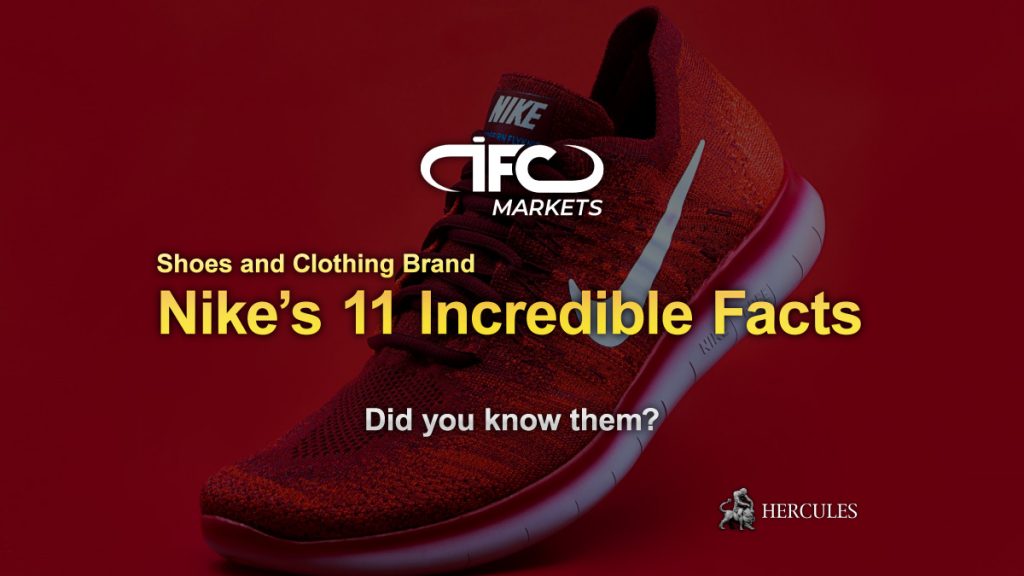 NIKE
IFC
MARKETS
Shoes and Clothing Brand
Nike’s 11 Incredible Facts
Did you know them?
HERCULES